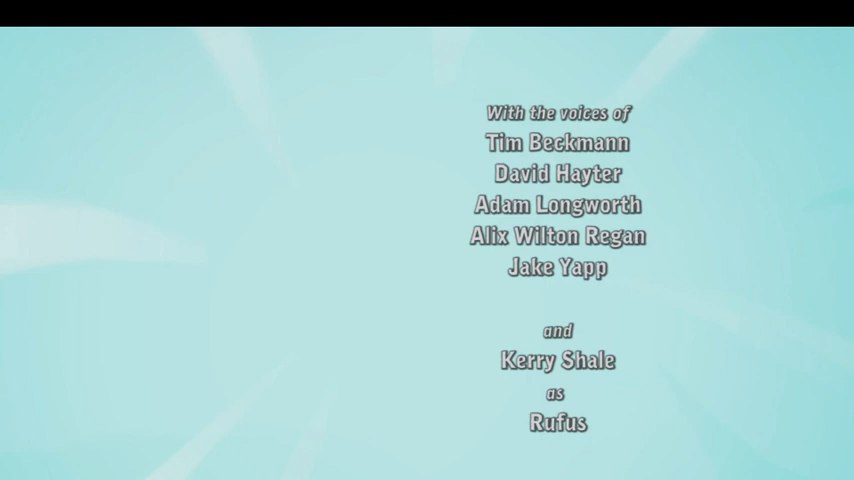 With the voices of
Tim Beckmann
David Hayter
Adam Longworth
Alix Wilton Regan
Jake Yapp
and
Kerry Shale
as
Rufus